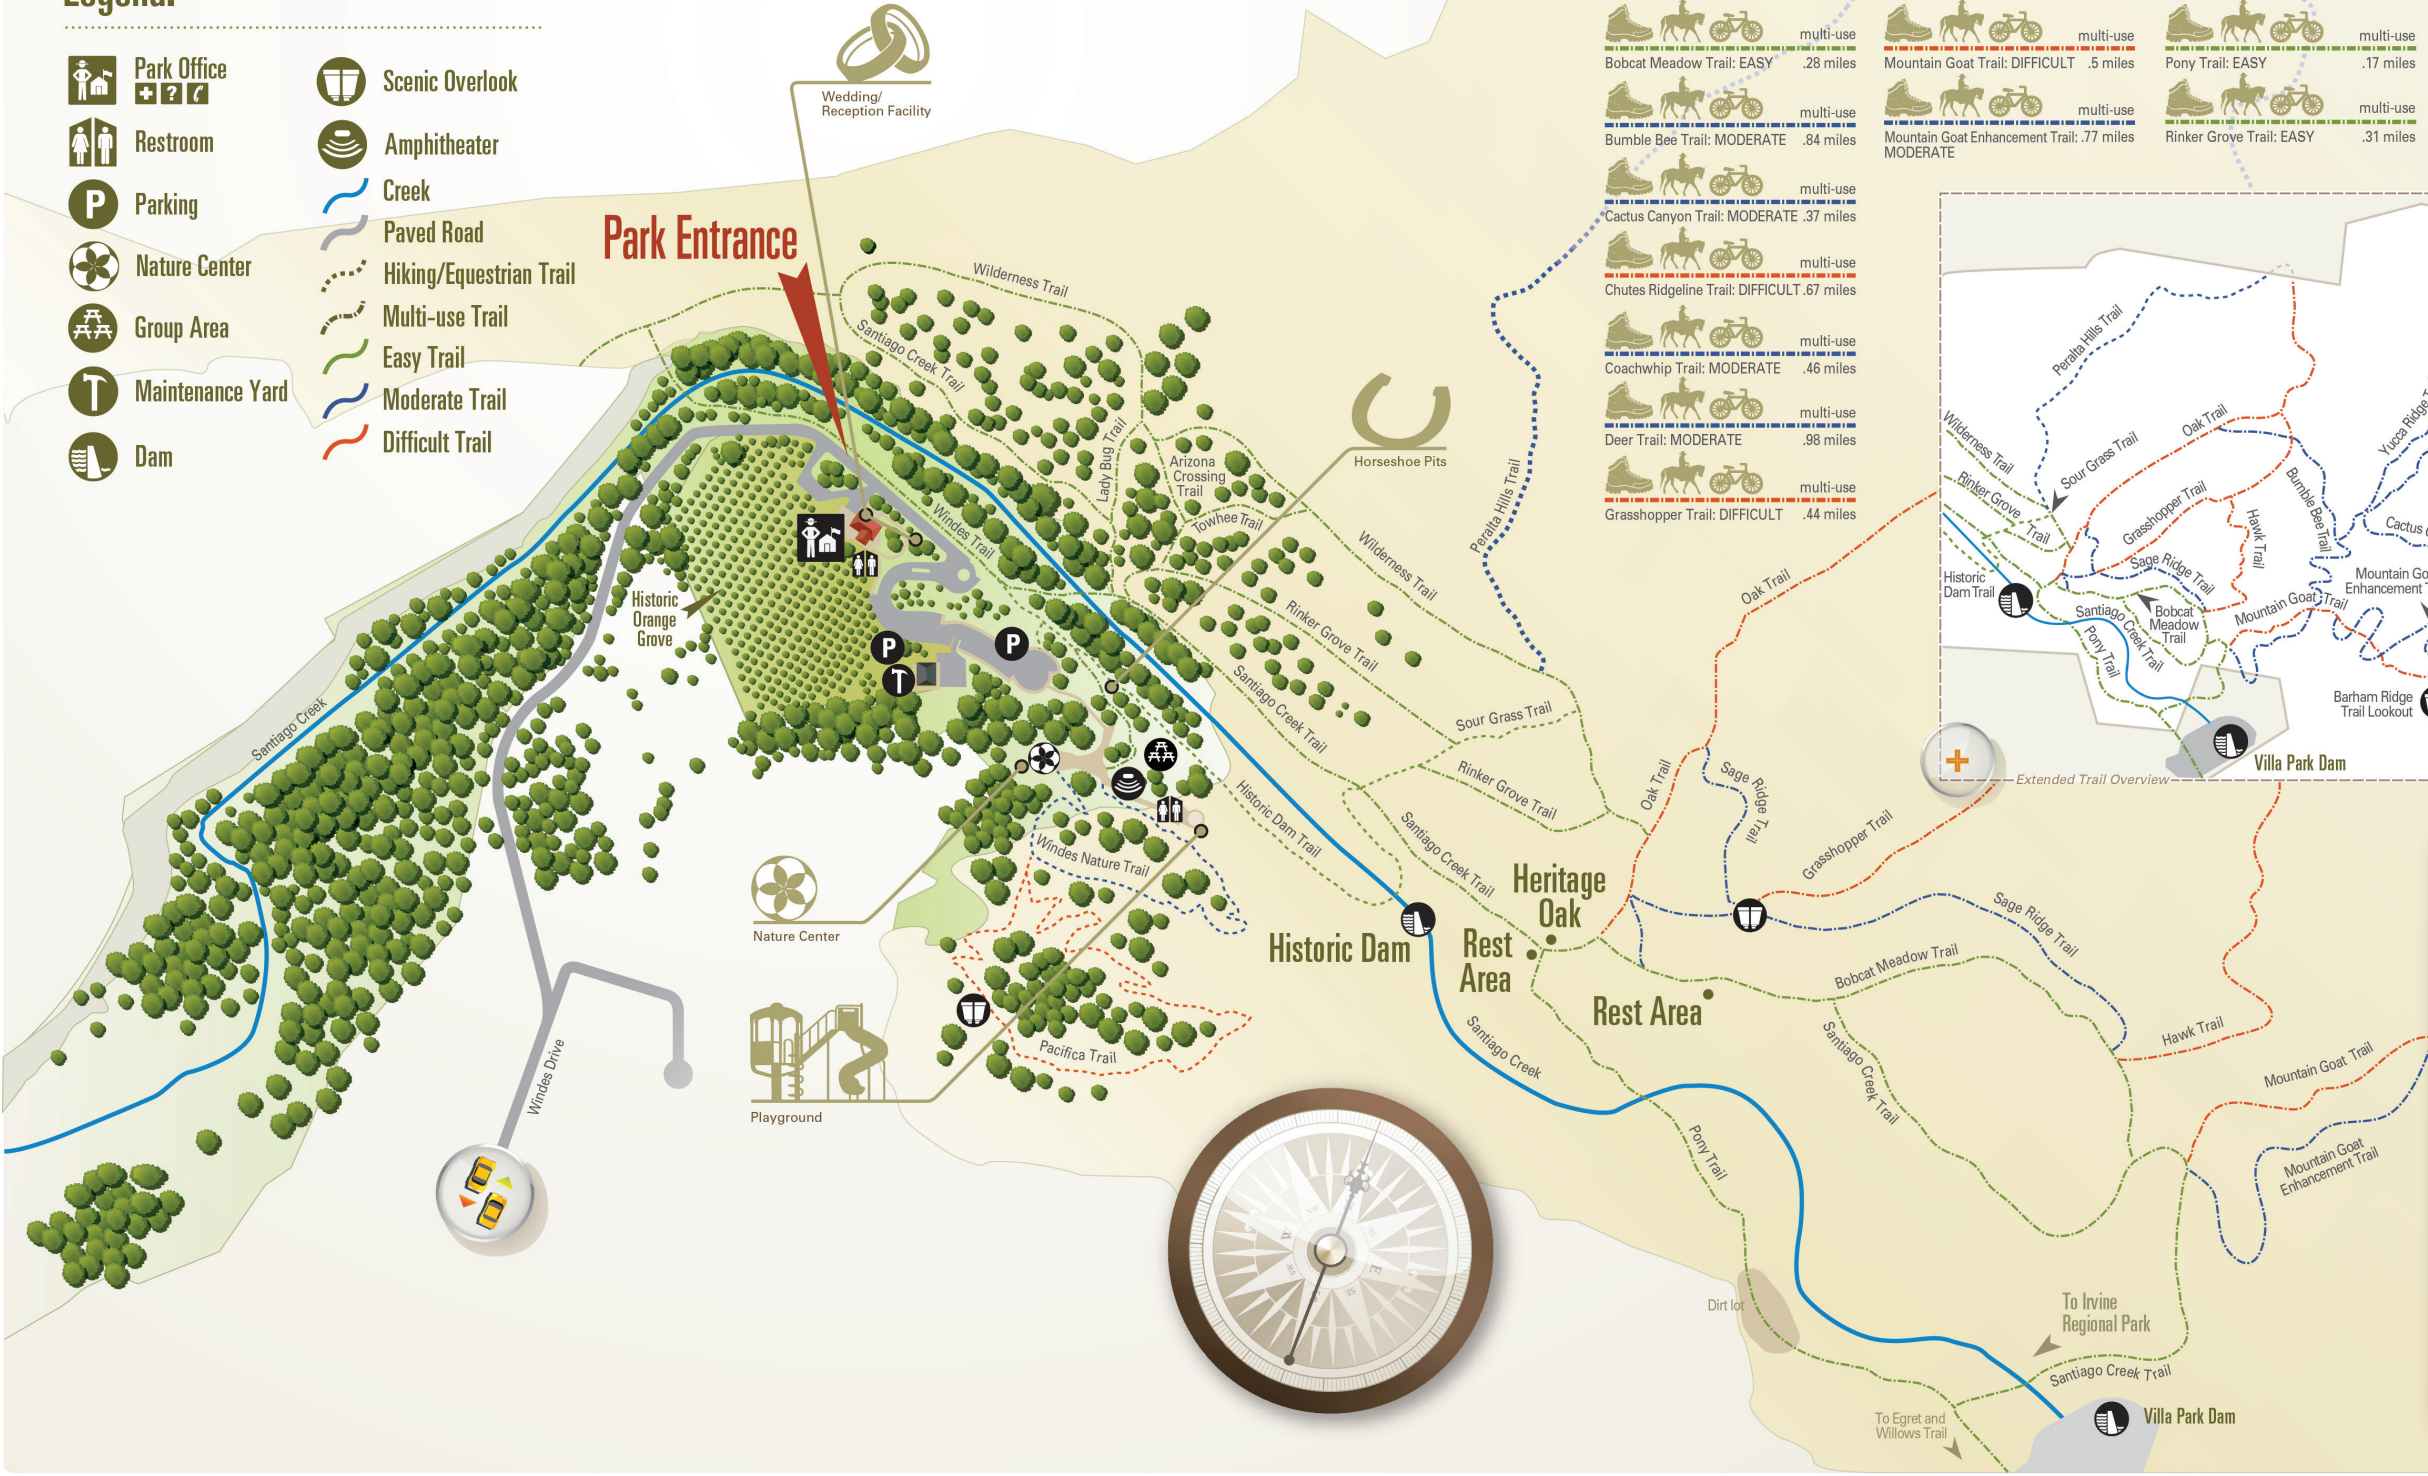 Legend
Park Office
Restroom
P
Parking
Nature Center
Group Area
Maintenance Yard
Dam
Scenic Overlook
Amphitheater
Creek
Paved Road
Hiking/Equestrian Trail
Multi-use Trail
Easy Trail
Moderate Trail
Difficult Trail
Wedding/
Reception Facility
Park Entrance
Wilderness Trail
Santiago Creek Trail
Lady Bug Trail
Arizona
Crossing
Trail
Towhee Trail
Windes Trail
Horseshoe Pits
Peralta Hills Trail
Wilderness Trail
Rinker Grove Trail
Santiago Creek Trail
Sour Grass Trail
Rinker Grove Trail
Historic Dam Trail
Santiago Creek Trail
Historic
Orange
Grove
P
P
Santiago Creek
Windes Nature Trail
Nature Center
Pacifica Trail
Playground
Windes Drive
Historic Dam
Heritage
Oak
Rest
Area
Rest Area
Oak Trail
Oak Trail
Sage Ridge Trail
Grasshopper Trail
Sage Ridge Trail
Bobcat Meadow Trail
Santiago Creek Trail
Hawk Trail
Mountain Goat Trail
Mountain Goat
Enhancement Trail
Santiago Creek
Pony Trail
Dirt lot
To Irvine
Regional Park
Santiago Creek Trail
To Egret and
Willows Trail
Villa Park Dam
NW
NE
W
E
SW
SE
multi-use
Bobcat Meadow Trail: EASY .28 miles
multi-use
Bumble Bee Trail: MODERATE .84 miles
multi-use
Cactus Canyon Trail: MODERATE .37 miles
multi-use
Chutes Ridgeline Trail: DIFFICULT .67 miles
multi-use
Coachwhip Trail: MODERATE .46 miles
multi-use
Deer Trail: MODERATE .98 miles
multi-use
Grasshopper Trail: DIFFICULT .44 miles
multi-use
Mountain Goat Trail: DIFFICULT .5 miles
multi-use
Mountain Goat Enhancement Trail: .77 miles
MODERATE
multi-use
Pony Trail: EASY .17 miles
multi-use
Rinker Grove Trail: EASY .31 miles
Peralta Hills Trail
Wilderness Trail
Sour Grass Trail
Oak Trail
Rinker Grove
Trail
Grasshopper Trail
Hawk Trail
Bumble Bee Trail
Yucca Ridge T
Cactus
Sage Ridge Trail
Historic
Dam Trail
Bobcat
Meadow
Trail
Santiago Creek Trail
Pony Trail
Mountain Goat Trail
Mountain Go
Enhancement
Barham Ridge
Trail Lookout
Villa Park Dam
Extended Trail Overview